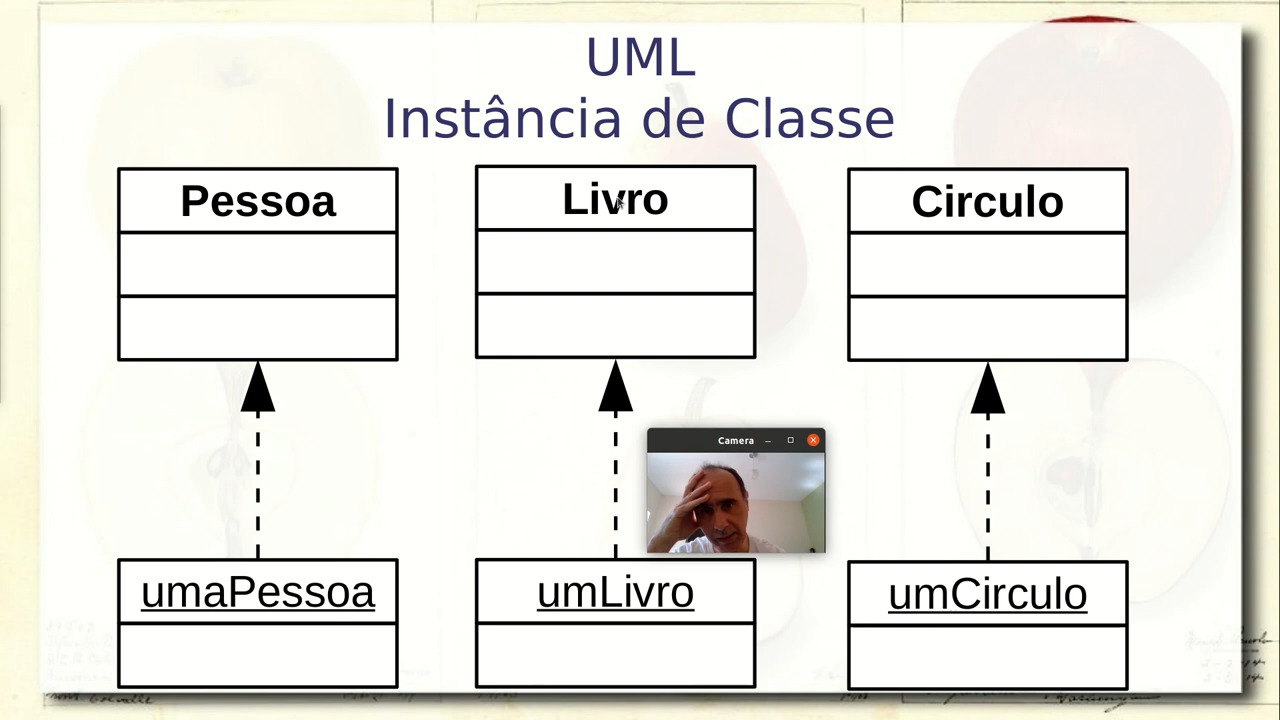 UML
Instância de Classe
Pessoa
Livro
Circulo
Camera
umaPessoa
umLivro
umCirculo